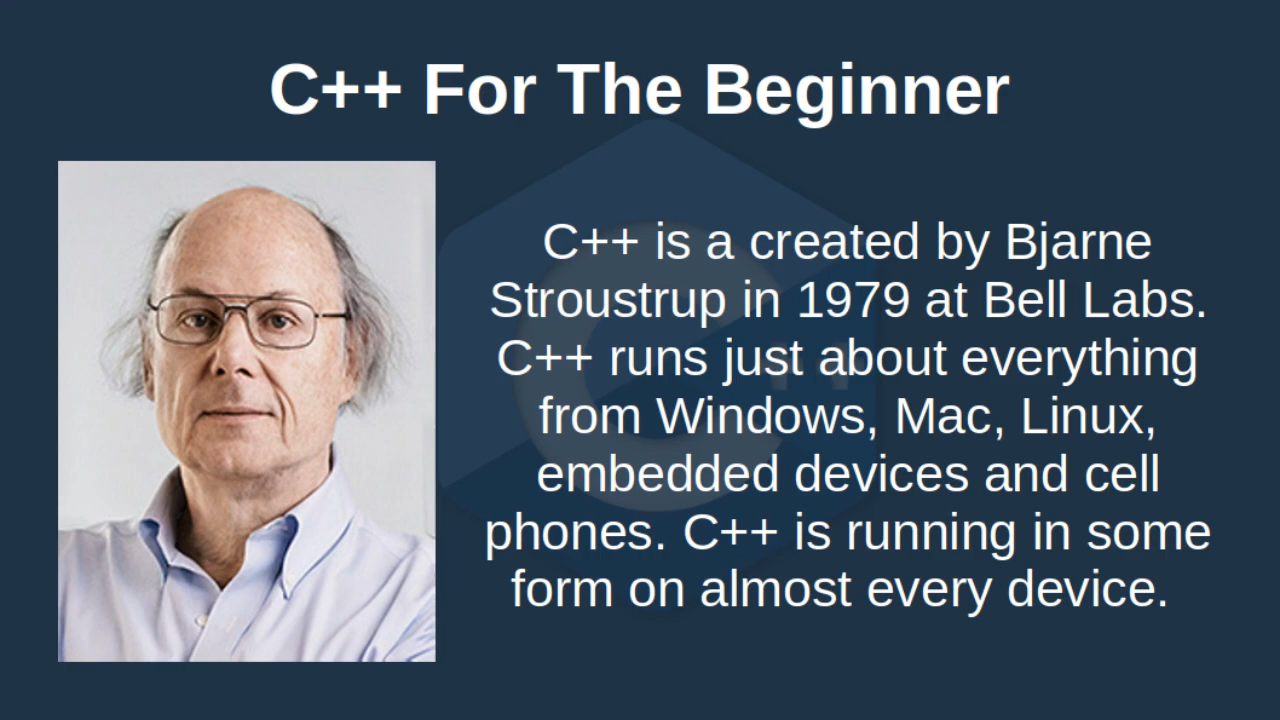 C++ For The Beginner
C++ is a created by Bjarne
Stroustrup in 1979 at Bell Labs.
C++ runs just about everything
from Windows, Mac, Linux,
embedded devices and cell
phones. C++ is running in some
form on almost every device.
C++